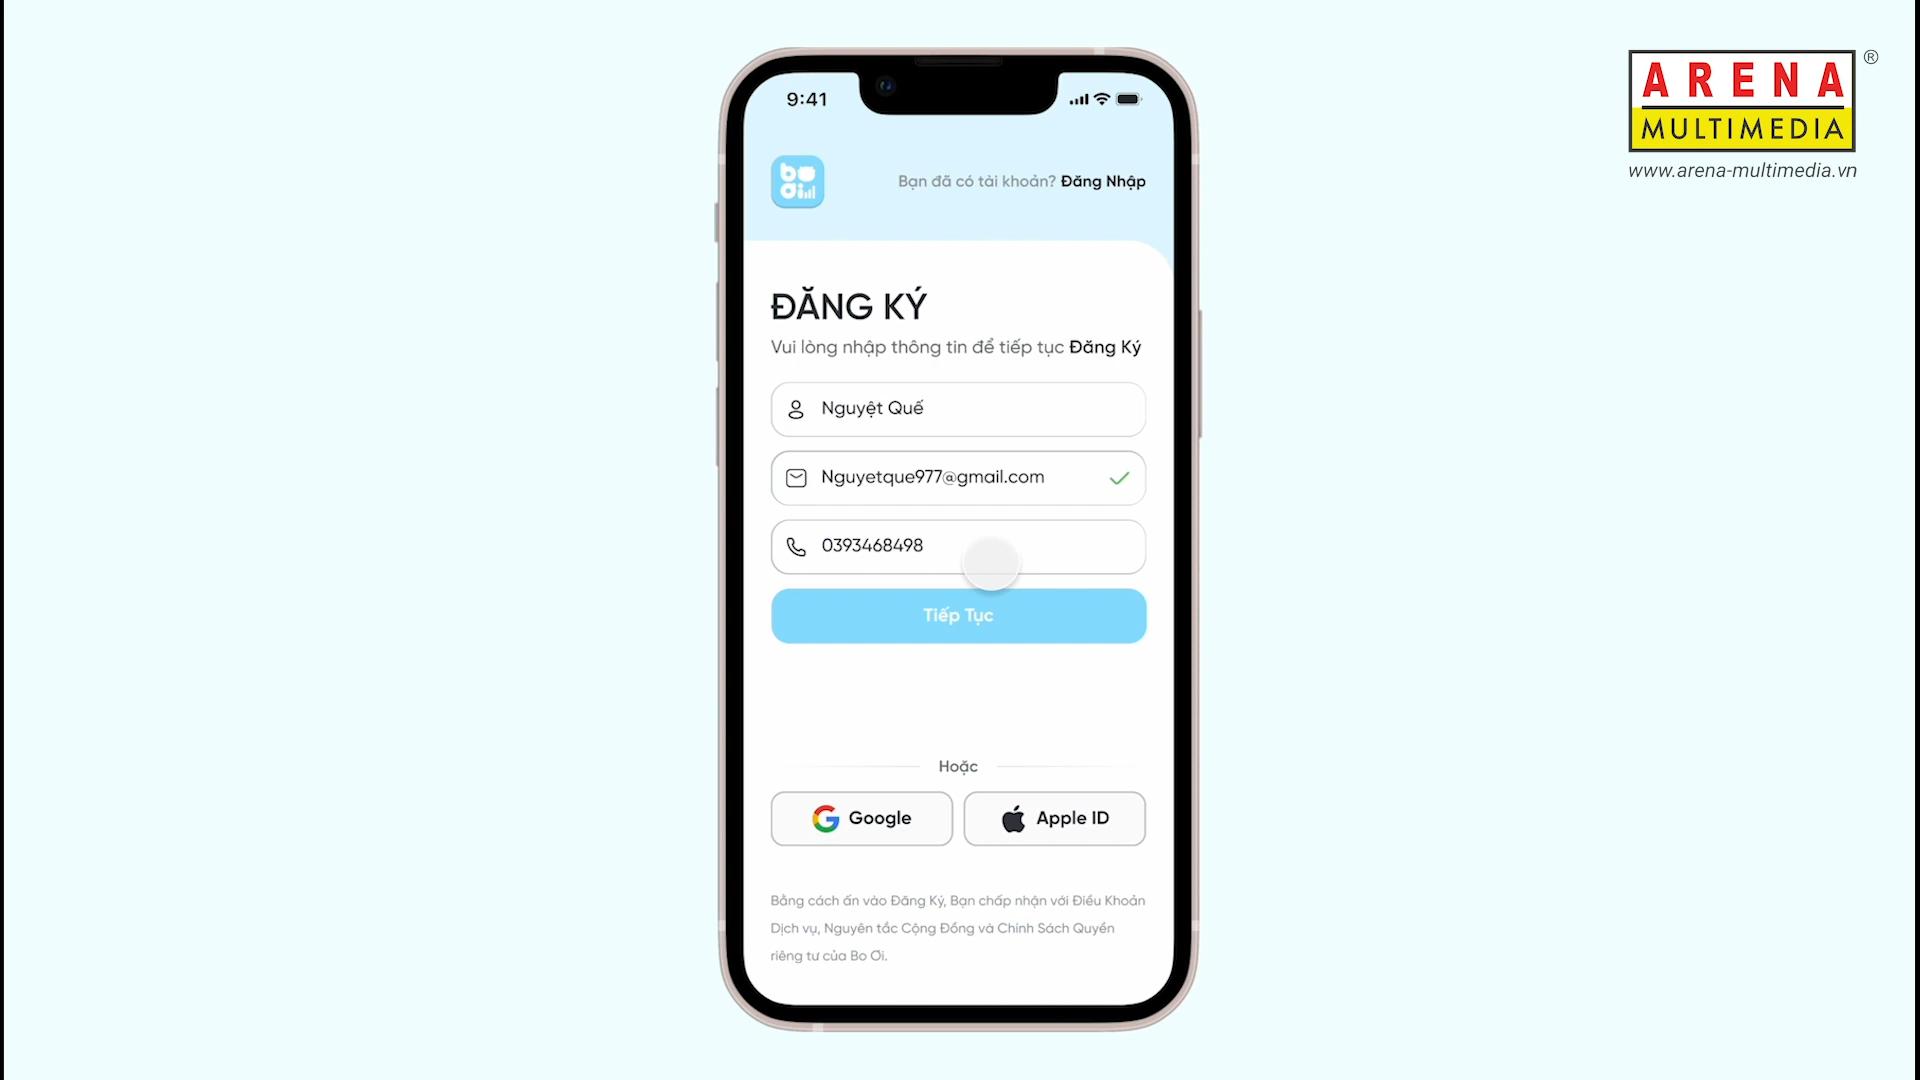 ARENA ®
MULTIMEDIA
www.arena-multimedia.vn
9:41
bo
ơi
Bạn đã có tài khoản? Đăng Nhập
ĐĂNG KÝ
Vui lòng nhập thông tin để tiếp tục Đăng Ký
Nguyệt Quế
Nguyetque977@gmail.com
0393468498
Tiếp Tục
Hoặc
Google
Apple ID
Bằng cách ấn vào Đăng Ký, Bạn chấp nhận với Điều Khoản
Dịch vụ, Nguyên tắc Cộng Đồng và Chính Sách Quyền
riêng tư của Bo Ơi.